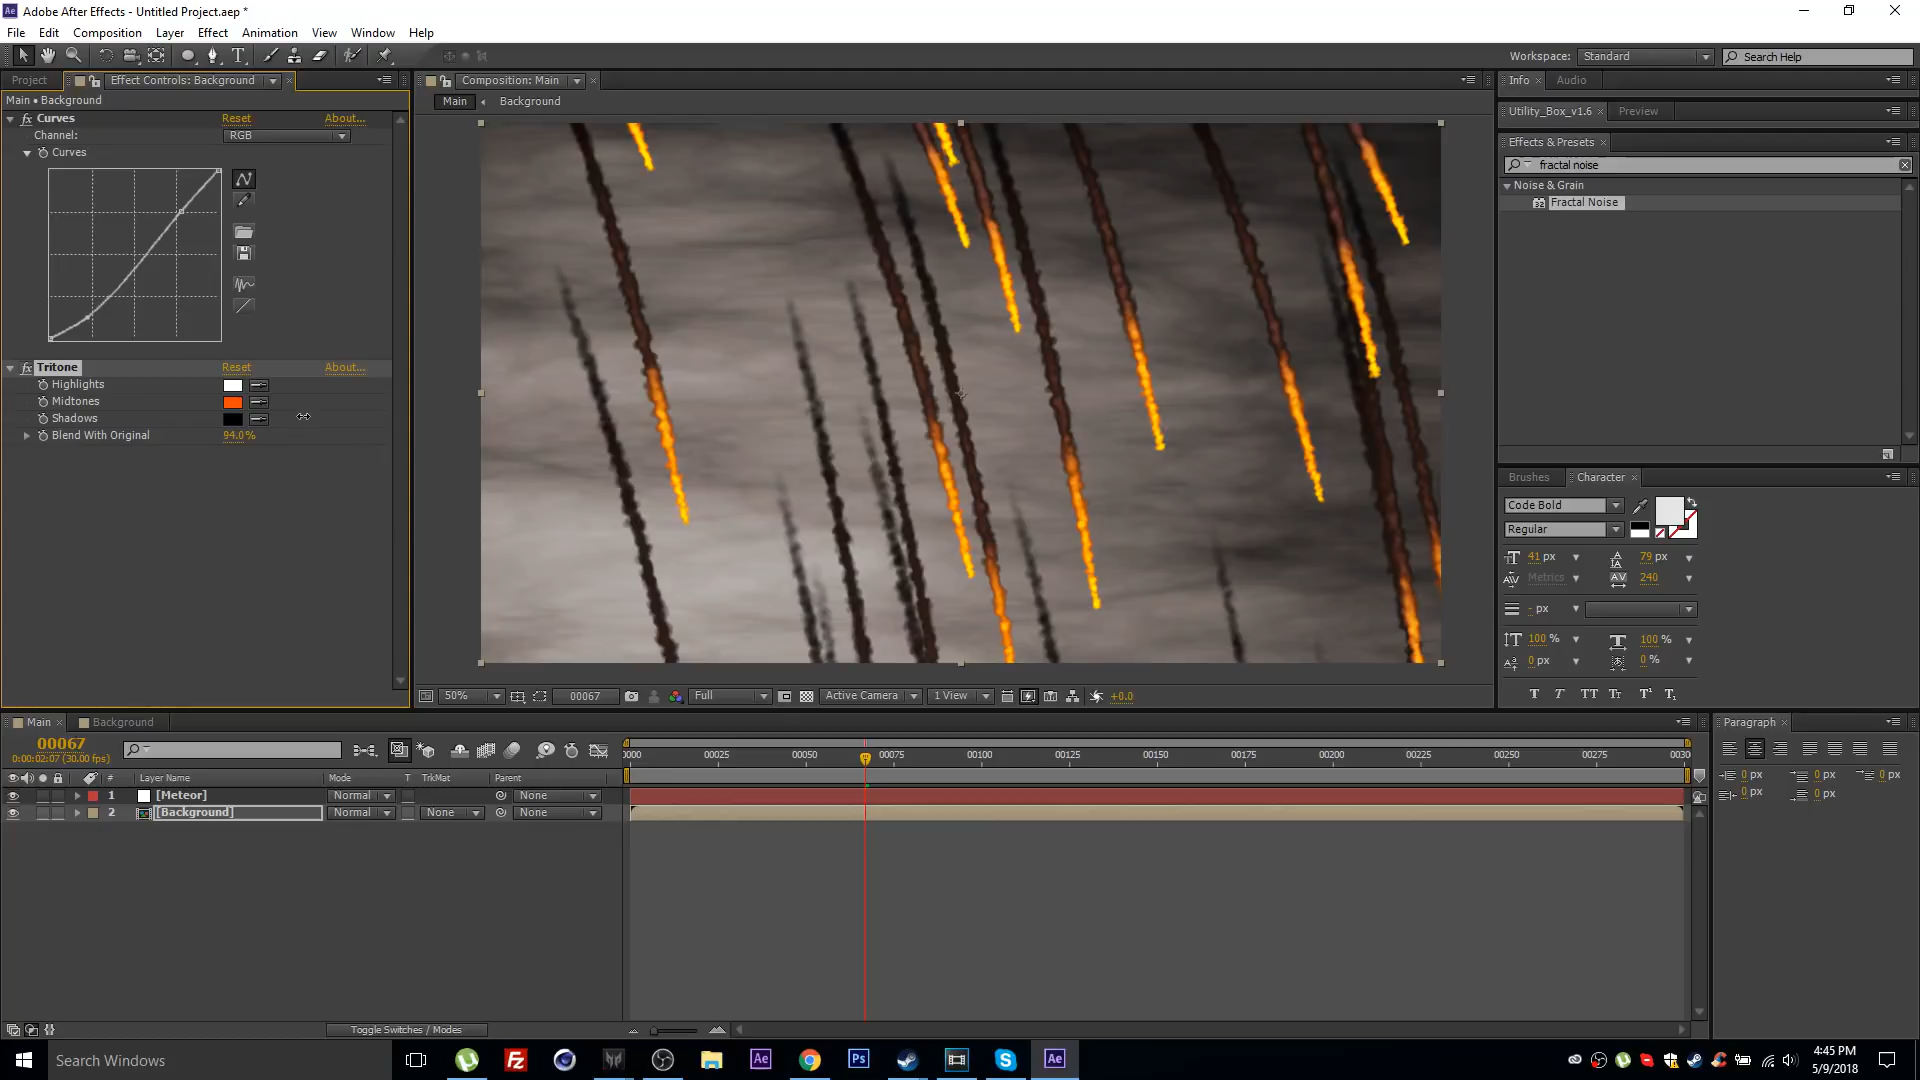 Adobe After Effects - Untitled Project.aep *
File Edit Composition Layer Effect Animation View Window Help
Workspace: Standard Search Help
Project Effect Controls: Background Composition: Main Info Audio
Main • Background
Main Background
Curves Reset About...
Channel: RGB
Curves
Tritone Reset About...
Highlights
Midtones
Shadows
Blend With Original 94.0%
50% 00067 Full Active Camera 1 View +0.0
Utility_Box_v1.6 Preview
Effects & Presets
fractal noise
Noise & Grain
32 Fractal Noise
Brushes Character
Code Bold
Regular
41 px 79 px
Metrics 240
- px
100 % 100 %
0 px 0 %
Main Background
00067
0:00:02:07 (30.00 fps)
0000 00025 00050 00075 00100 00125 00150 00175 00200 00225 00250 00275 0030
# Layer Name Mode T TrkMat Parent
1 [Meteor] Normal None
2 [Background] Normal None None
Toggle Switches / Modes
Paragraph
0 px 0 px 0 px
0 px 0 px
Search Windows
4:45 PM
5/9/2018